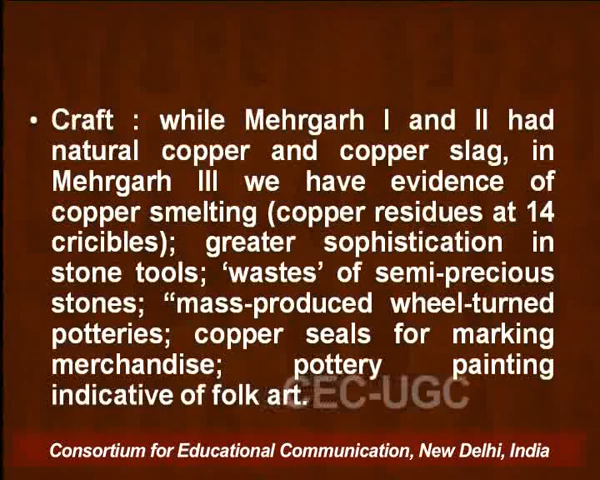 • Craft : while Mehrgarh I and II had
natural copper and copper slag, in
Mehrgarh III we have evidence of
copper smelting (copper residues at 14
cricibles); greater sophistication in
stone tools; ‘wastes’ of semi-precious
stones; “mass-produced wheel-turned
potteries; copper seals for marking
merchandise; pottery painting
indicative of folk art.
CEC-UGC
Consortium for Educational Communication, New Delhi, India